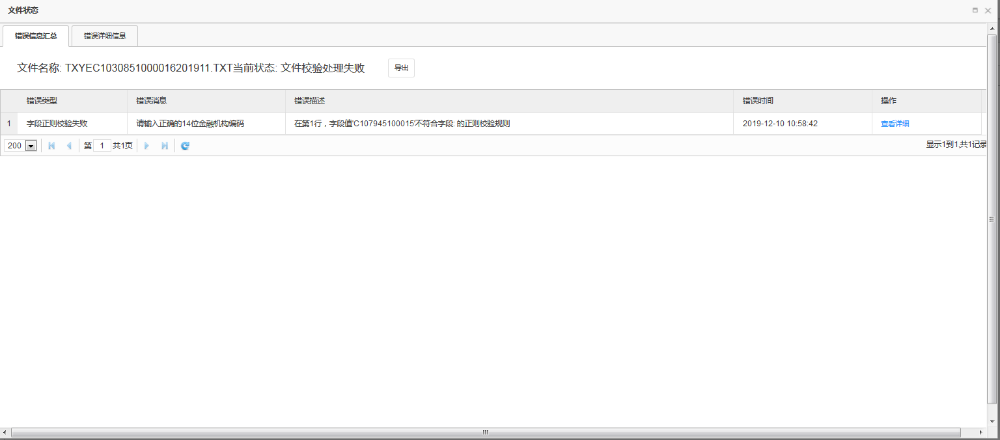 文件状态
错误信息汇总 错误详细信息
文件名称: TXYEC1030851000016201911.TXT当前状态: 文件校验处理失败 导出
错误类型 错误消息 错误描述 错误时间 操作
1 字段正则校验失败 请输入正确的14位金融机构编码 在第1行，字段值'C107945100015'不符合字段: 的正则校验规则 2019-12-10 10:58:42 查看详细
200 第 1 共1页 显示1到1,共1记录